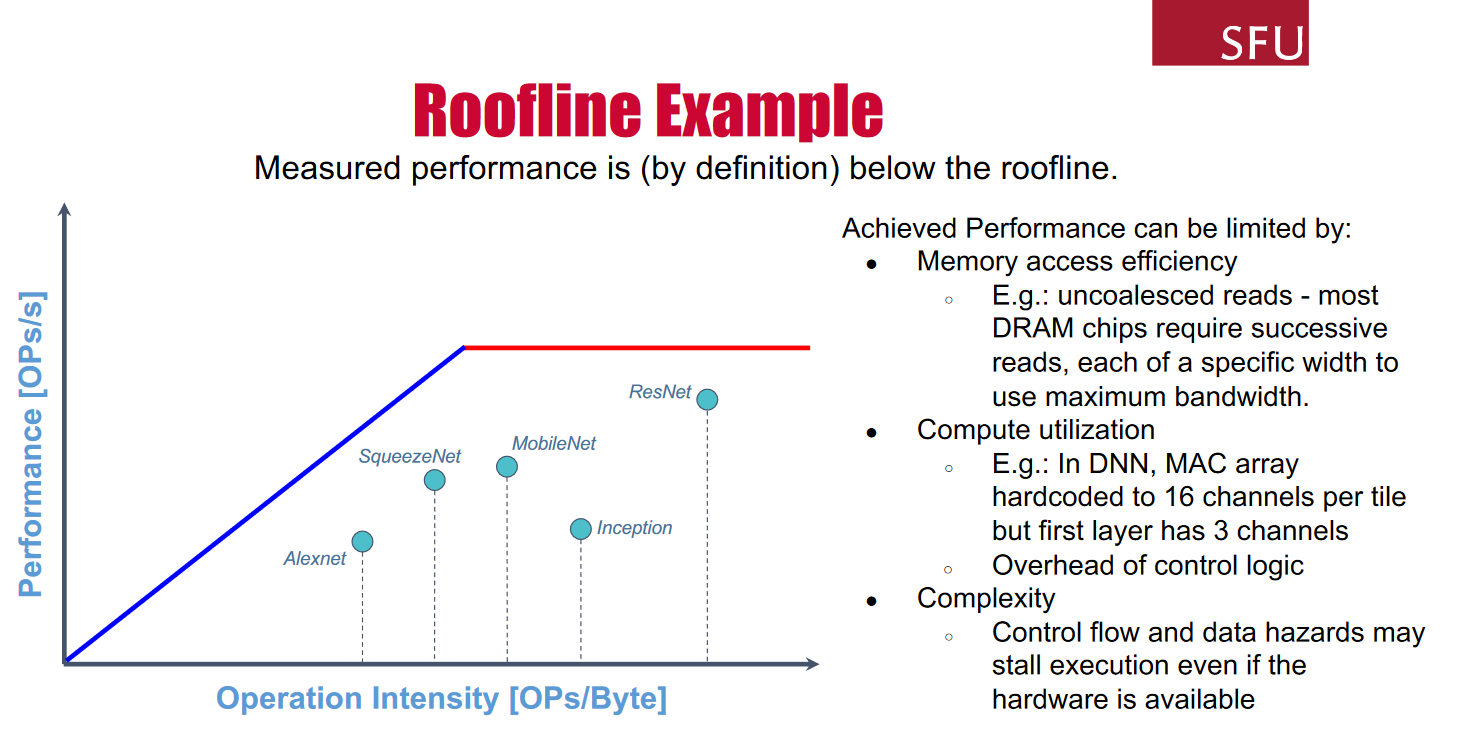 SFU
Roofline Example
Measured performance is (by definition) below the roofline.
Performance [OPs/s]
ResNet
MobileNet
SqueezeNet
Inception
Alexnet
Operation Intensity [OPs/Byte]
Achieved Performance can be limited by:
● Memory access efficiency
○ E.g.: uncoalesced reads - most
DRAM chips require successive
reads, each of a specific width to
use maximum bandwidth.
● Compute utilization
○ E.g.: In DNN, MAC array
hardcoded to 16 channels per tile
but first layer has 3 channels
○ Overhead of control logic
● Complexity
○ Control flow and data hazards may
stall execution even if the
hardware is available